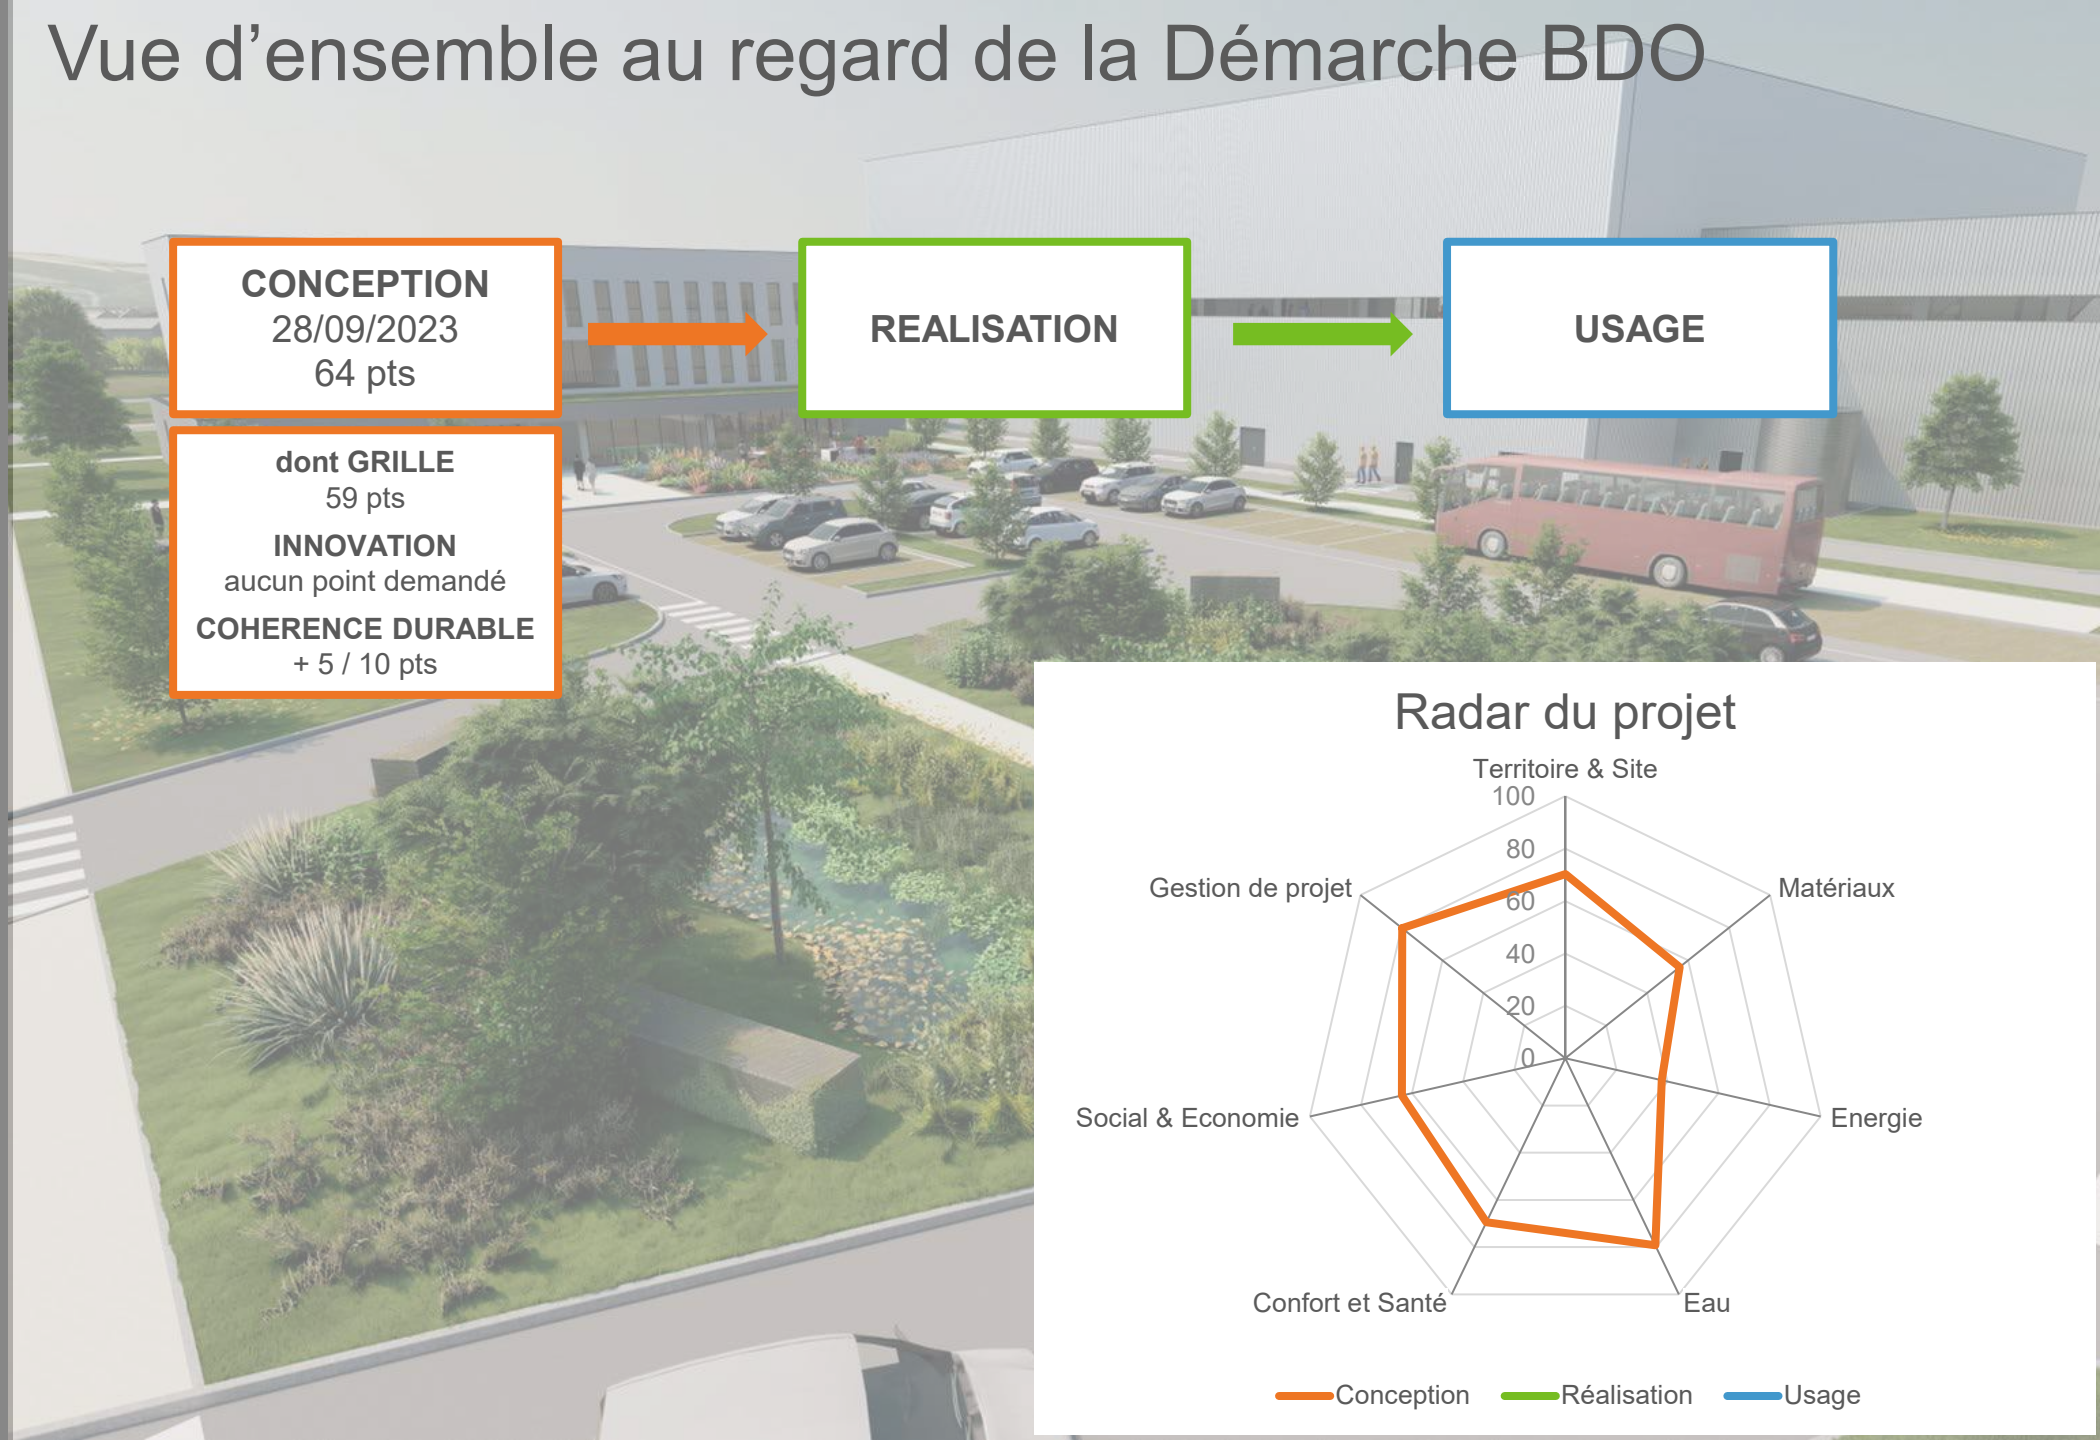 Vue d’ensemble au regard de la Démarche BDO
CONCEPTION
28/09/2023
64 pts
REALISATION
USAGE
dont GRILLE
59 pts
INNOVATION
aucun point demandé
COHERENCE DURABLE
+ 5 / 10 pts
Radar du projet
Territoire & Site
100
80
60
40
20
0
Matériaux
Energie
Eau
Confort et Santé
Social & Economie
Gestion de projet
Conception
Réalisation
Usage